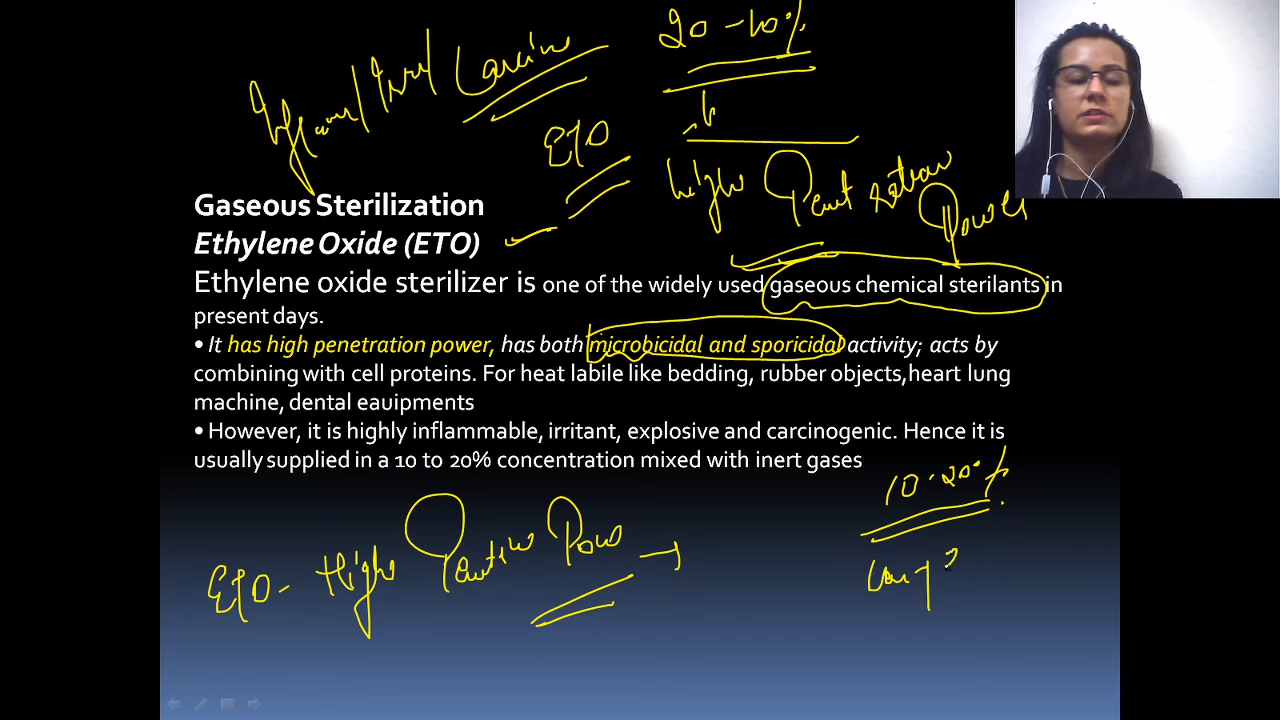 20-10%
ETO
high Penetration Power
Gaseous Sterilization
Ethylene Oxide (ETO)
Ethylene oxide sterilizer is one of the widely used gaseous chemical sterilants in
present days.
• It has high penetration power, has both microbicidal and sporicidal activity; acts by
combining with cell proteins. For heat labile like bedding, rubber objects,heart lung
machine, dental eauipments
• However, it is highly inflammable, irritant, explosive and carcinogenic. Hence it is
usually supplied in a 10 to 20% concentration mixed with inert gases
10-20%
ETO- High